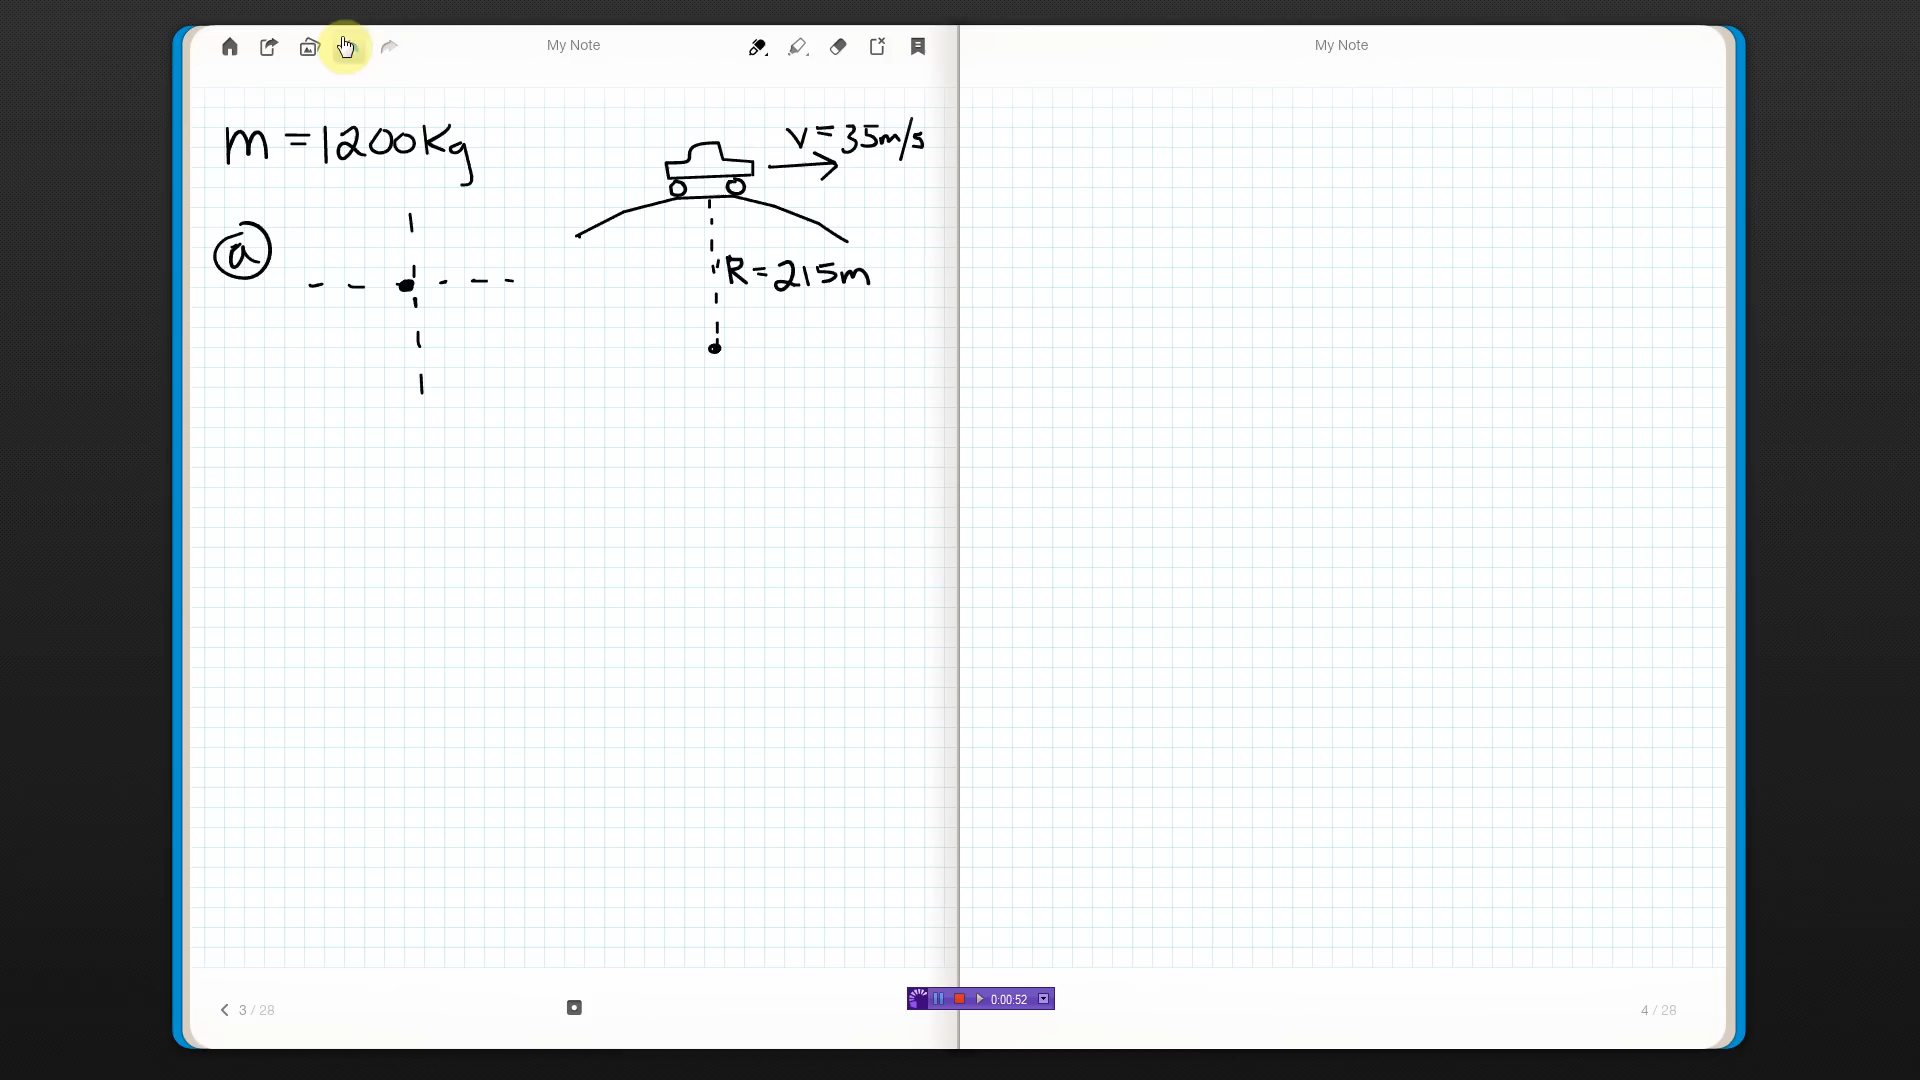 My Note
My Note
m = 1200Kg
v = 35m/s
a
R = 215m
3 / 28
0:00:52
4 / 28